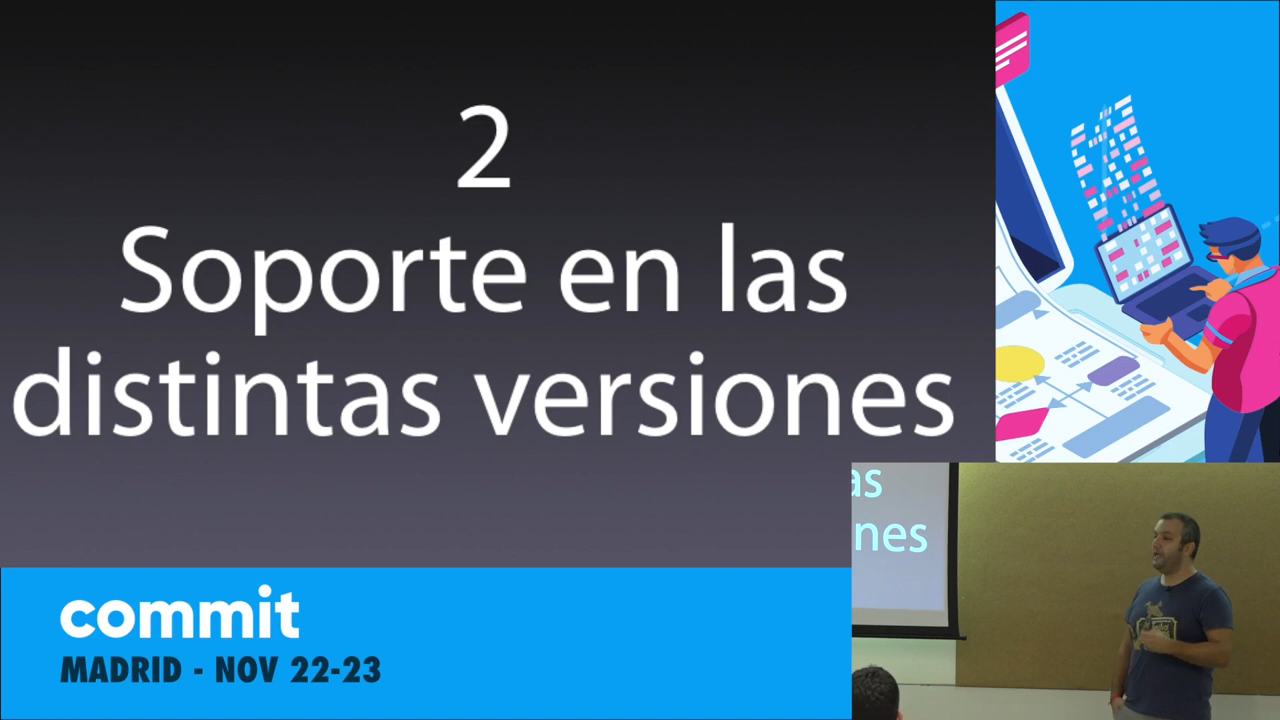 2
Soporte en las
distintas versiones
as
nes
commit
MADRID - NOV 22-23